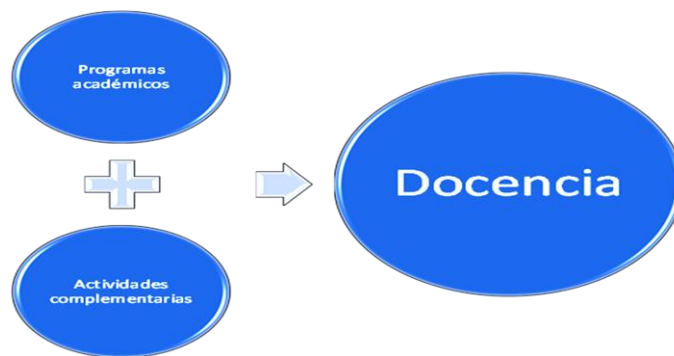 Programas
académicos
Actividades
complementarias
Docencia